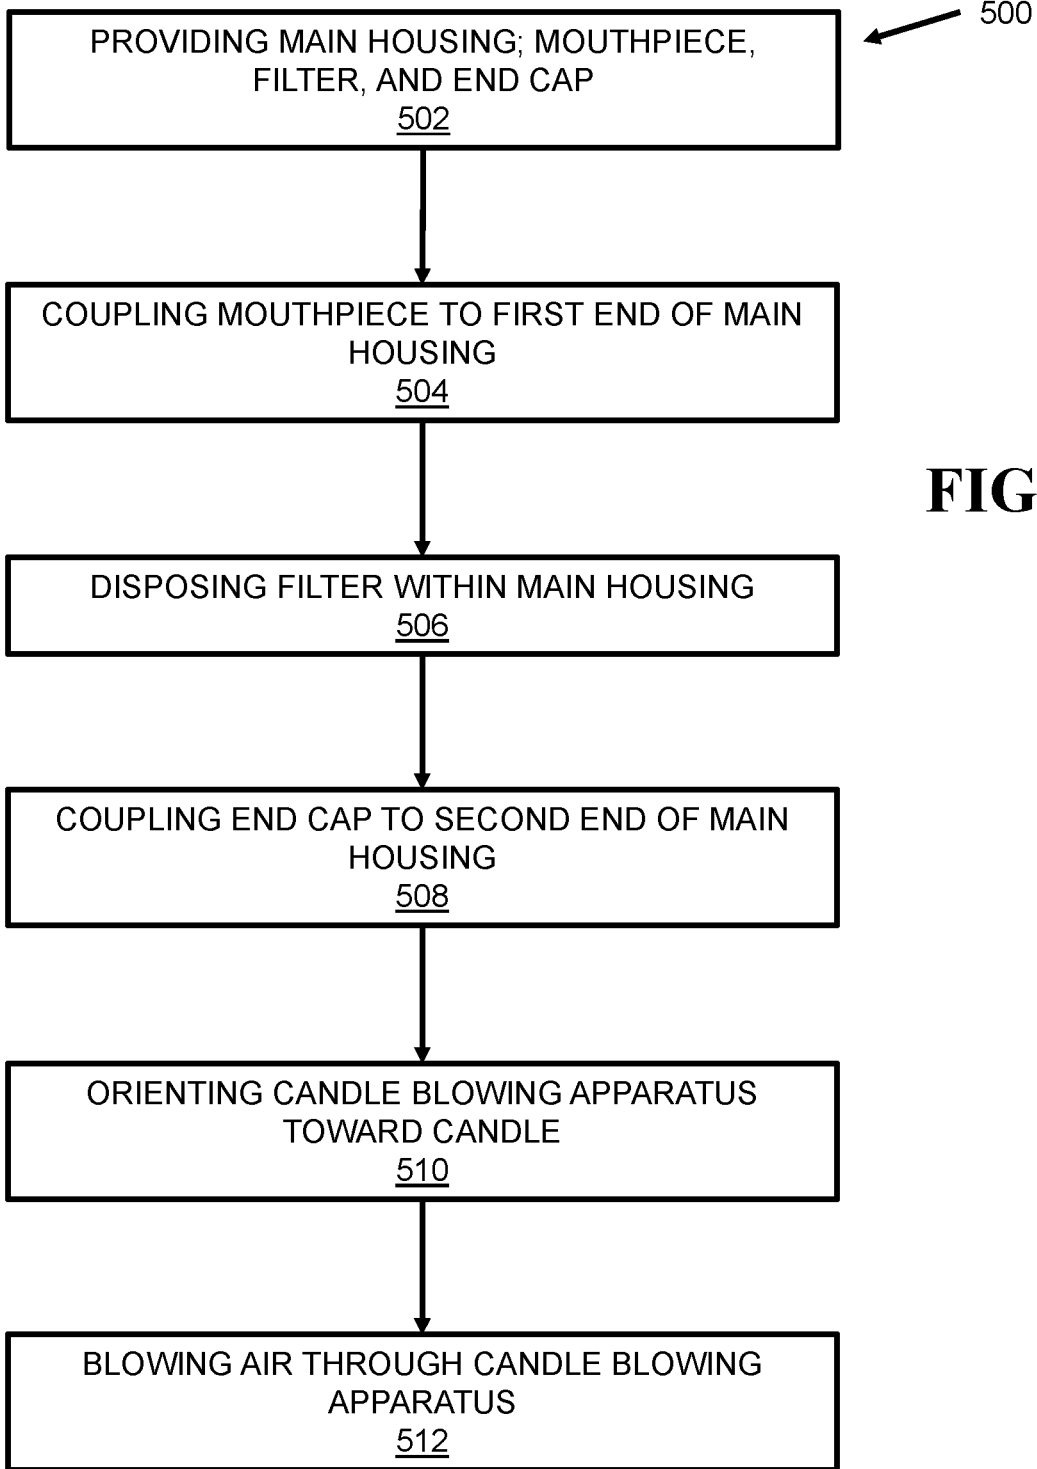 500
PROVIDING MAIN HOUSING; MOUTHPIECE,
FILTER, AND END CAP
502
COUPLING MOUTHPIECE TO FIRST END OF MAIN
HOUSING
504
FIG
DISPOSING FILTER WITHIN MAIN HOUSING
506
COUPLING END CAP TO SECOND END OF MAIN
HOUSING
508
ORIENTING CANDLE BLOWING APPARATUS
TOWARD CANDLE
510
BLOWING AIR THROUGH CANDLE BLOWING
APPARATUS
512